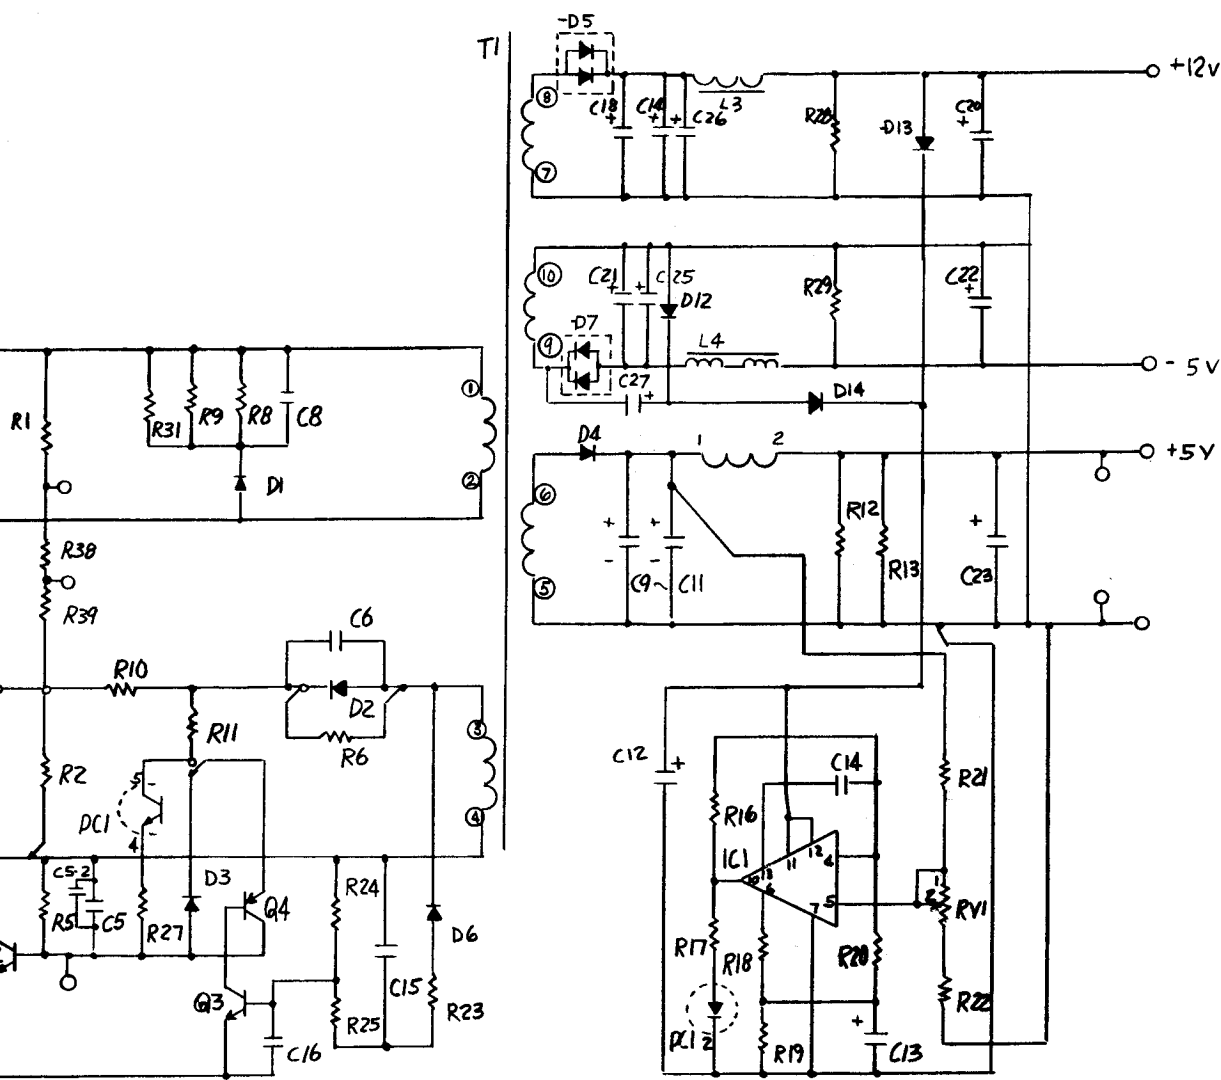 T1
-D5
+12V
8
C18
+
C14
+
+
C26
L3
R28
-D13
C20
+
7
10
C21
+
+
C25
D12
R29
C22
+
-D7
9
L4
- 5V
C27
+
D14
1
R1
R31
R9
R8
C8
2
D1
D4
1
2
+5V
6
+
-
+
-
C9~
C11
R12
R13
+
C23
5
R38
R39
C6
R10
D2
R6
3
R11
R2
PC1
5
4
4
C12
+
C14
R16
R21
IC1
11
12
4
10
13
6
7
5
1
2
RV1
C5-2
R5
C5
R27
D3
Q4
R24
D6
R17
R18
R20
R22
Q3
C15
R23
R25
C16
PC1
2
R19
+
C13